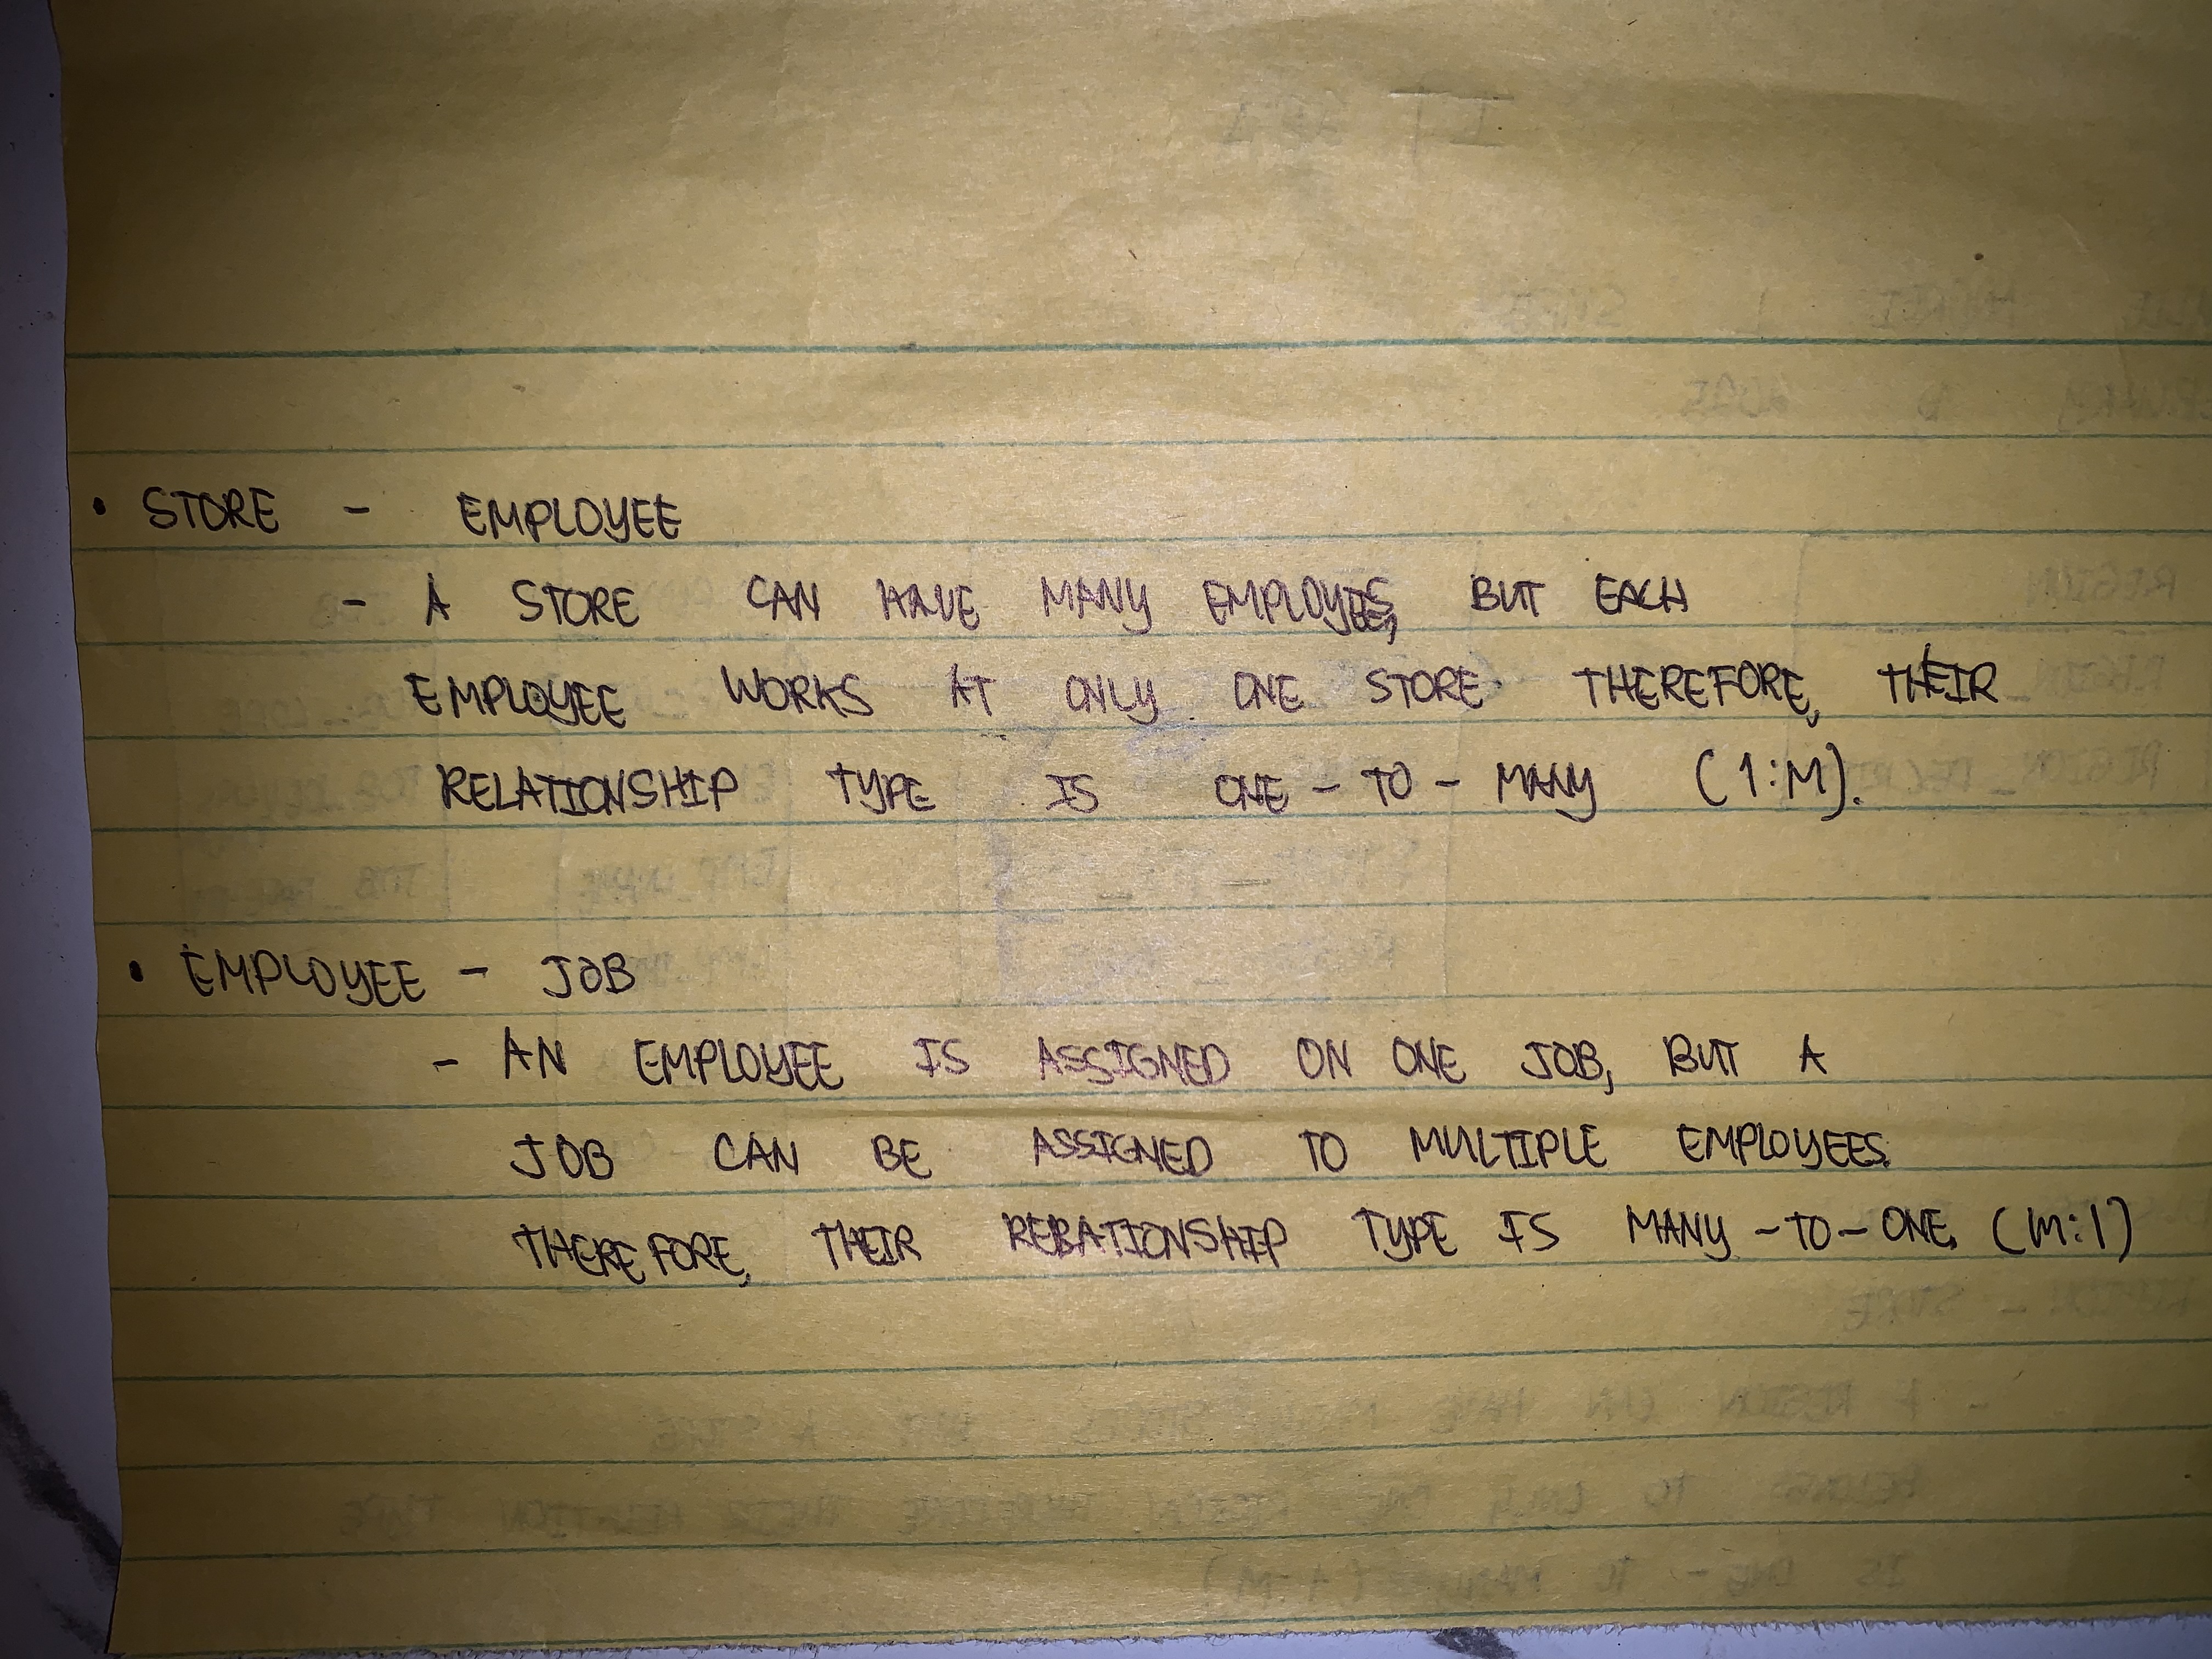 • STORE - EMPLOYEE
- A STORE CAN HAVE MANY EMPLOYEES, BUT EACH
EMPLOYEE WORKS AT ONLY ONE STORE. THEREFORE, THEIR
RELATIONSHIP TYPE IS ONE-TO-MANY (1:M).
• EMPLOYEE - JOB
- AN EMPLOYEE IS ASSIGNED ON ONE JOB, BUT A
JOB CAN BE ASSIGNED TO MULTIPLE EMPLOYEES.
THEREFORE, THEIR RELATIONSHIP TYPE IS MANY-TO-ONE. (M:1)